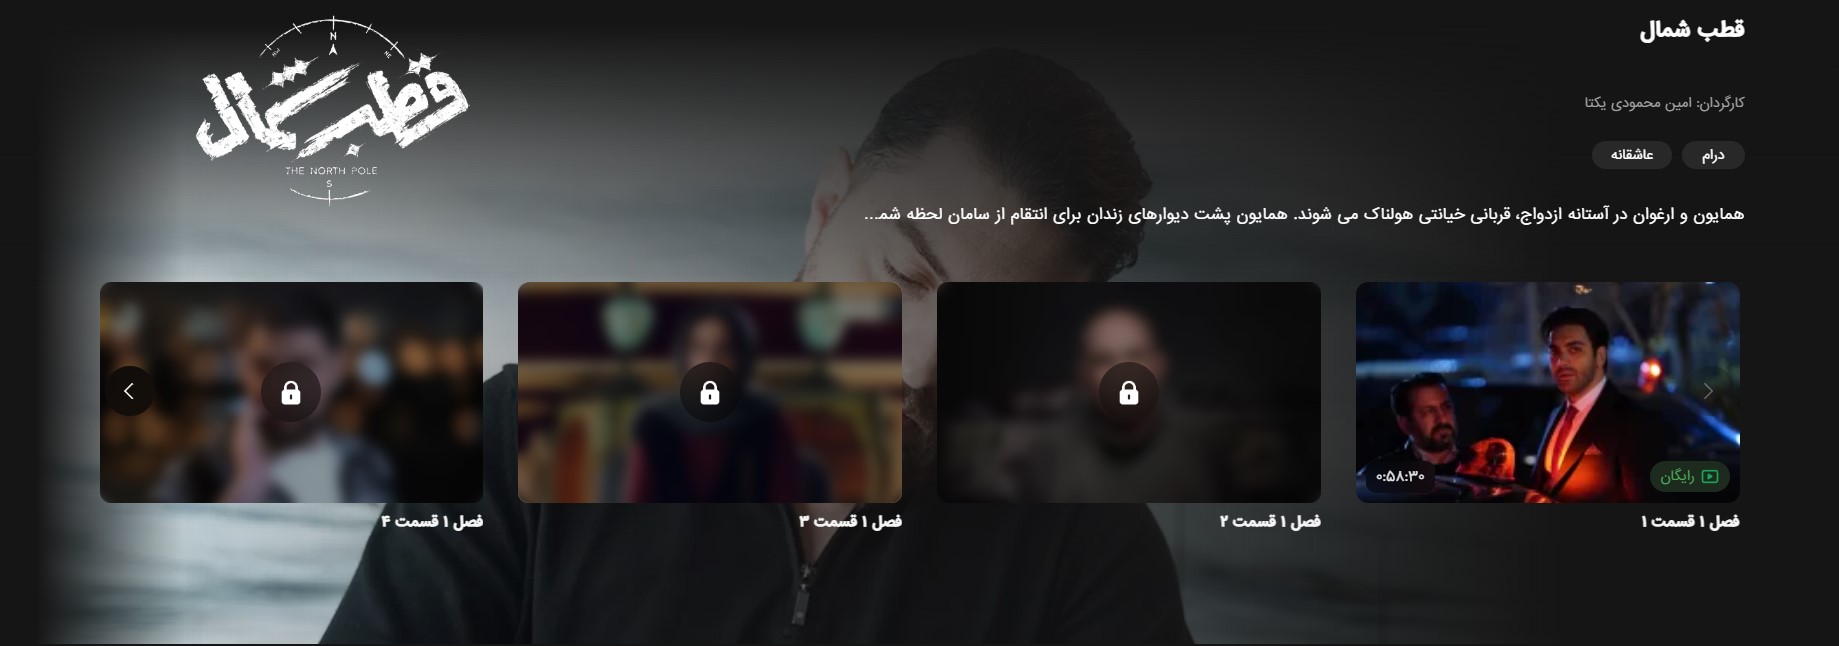 قطب شمال
N
NW
NE
قطب شمال
THE NORTH POLE
S
کارگردان: امین محمودی یکتا
درام
عاشقانه
همایون و ارغوان در آستانه ازدواج، قربانی خیانتی هولناک می شوند. همایون پشت دیوارهای زندان برای انتقام از سامان لحظه شم...
رایگان
۰:۵۸:۳۰
فصل ۱ قسمت ۱
فصل ۱ قسمت ۲
فصل ۱ قسمت ۳
فصل ۱ قسمت ۴